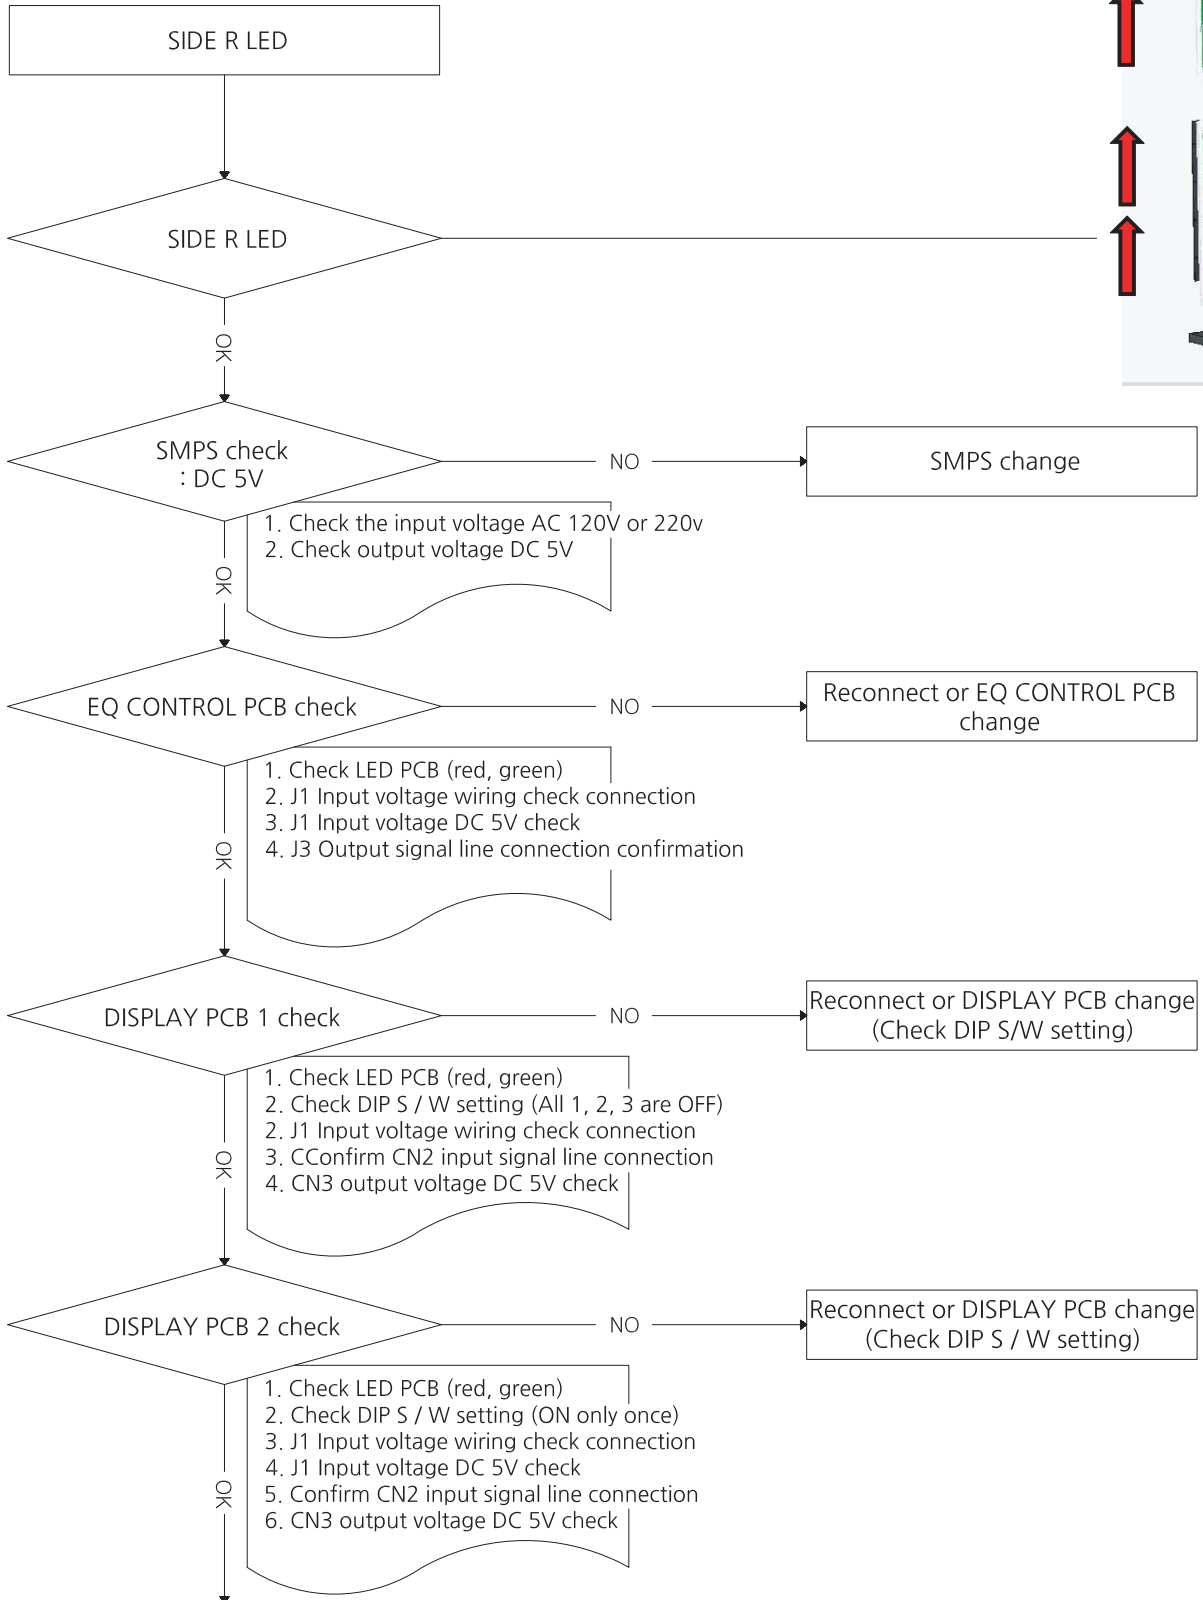 SIDE R LED
SIDE R LED
OK
SMPS check
: DC 5V
NO
SMPS change
1. Check the input voltage AC 120V or 220v
2. Check output voltage DC 5V
OK
EQ CONTROL PCB check
NO
Reconnect or EQ CONTROL PCB
change
1. Check LED PCB (red, green)
2. J1 Input voltage wiring check connection
3. J1 Input voltage DC 5V check
4. J3 Output signal line connection confirmation
OK
DISPLAY PCB 1 check
NO
Reconnect or DISPLAY PCB change
(Check DIP S/W setting)
1. Check LED PCB (red, green)
2. Check DIP S / W setting (All 1, 2, 3 are OFF)
2. J1 Input voltage wiring check connection
3. CConfirm CN2 input signal line connection
4. CN3 output voltage DC 5V check
OK
DISPLAY PCB 2 check
NO
Reconnect or DISPLAY PCB change
(Check DIP S / W setting)
1. Check LED PCB (red, green)
2. Check DIP S / W setting (ON only once)
3. J1 Input voltage wiring check connection
4. J1 Input voltage DC 5V check
5. Confirm CN2 input signal line connection
6. CN3 output voltage DC 5V check
OK